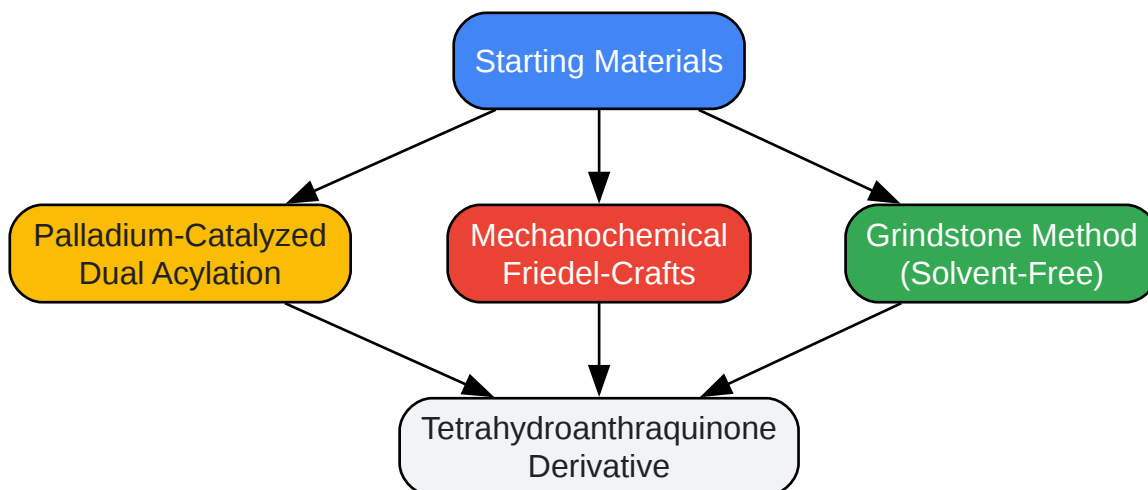 Starting Materials
Palladium-Catalyzed
Dual Acylation
Mechanochemical
Friedel-Crafts
Grindstone Method
(Solvent-Free)
Tetrahydroanthraquinone
Derivative